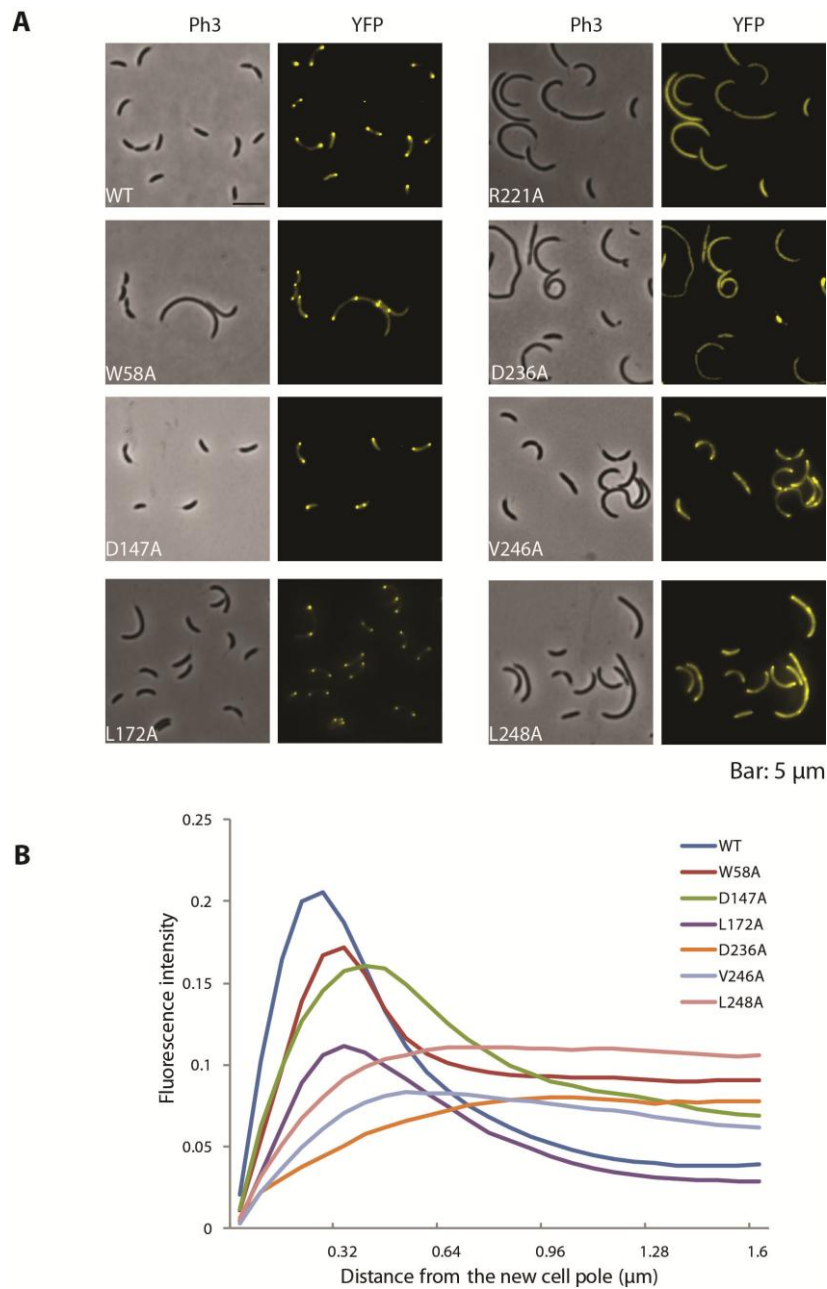 A
Ph3
YFP
Ph3
YFP
WT
R221A
W58A
D236A
D147A
V246A
L172A
L248A
Bar: 5 µm
B
0.25
0.2
0.15
0.1
0.05
0
Fluorescence intensity
WT
W58A
D147A
L172A
D236A
V246A
L248A
0.32
0.64
0.96
1.28
1.6
Distance from the new cell pole (µm)